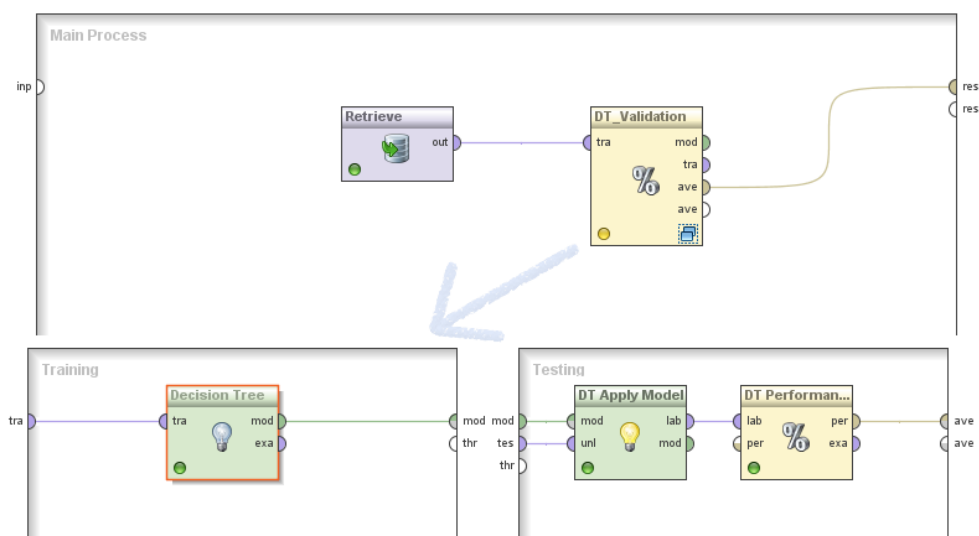 Main Process
inp
res
res
Retrieve
out
DT_Validation
tra
mod
tra
ave
ave
Training
tra
Decision Tree
tra
mod
exa
mod
thr
Testing
mod
tes
thr
DT Apply Model
mod
lab
unl
mod
DT Performan...
lab
per
per
exa
ave
ave